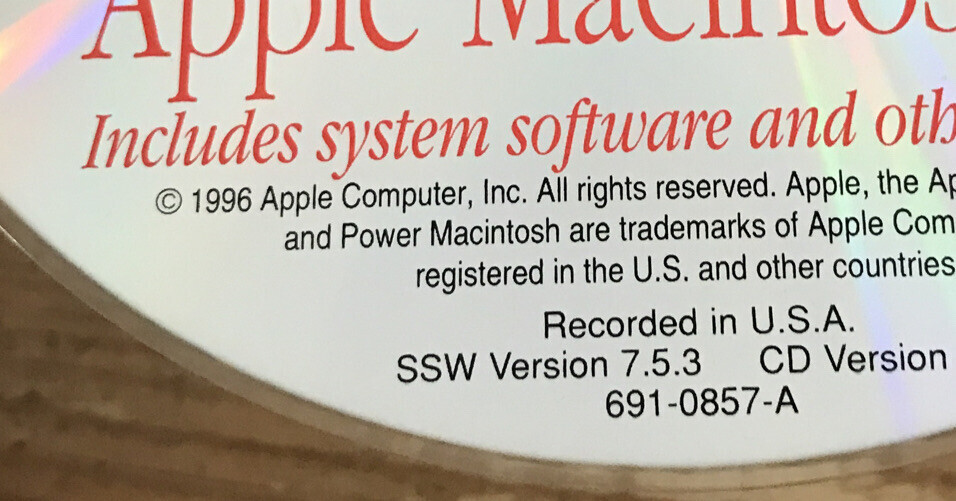 Apple Macintos
Includes system software and oth
© 1996 Apple Computer, Inc. All rights reserved. Apple, the Ap
and Power Macintosh are trademarks of Apple Com
registered in the U.S. and other countries
Recorded in U.S.A.
SSW Version 7.5.3 CD Version
691-0857-A